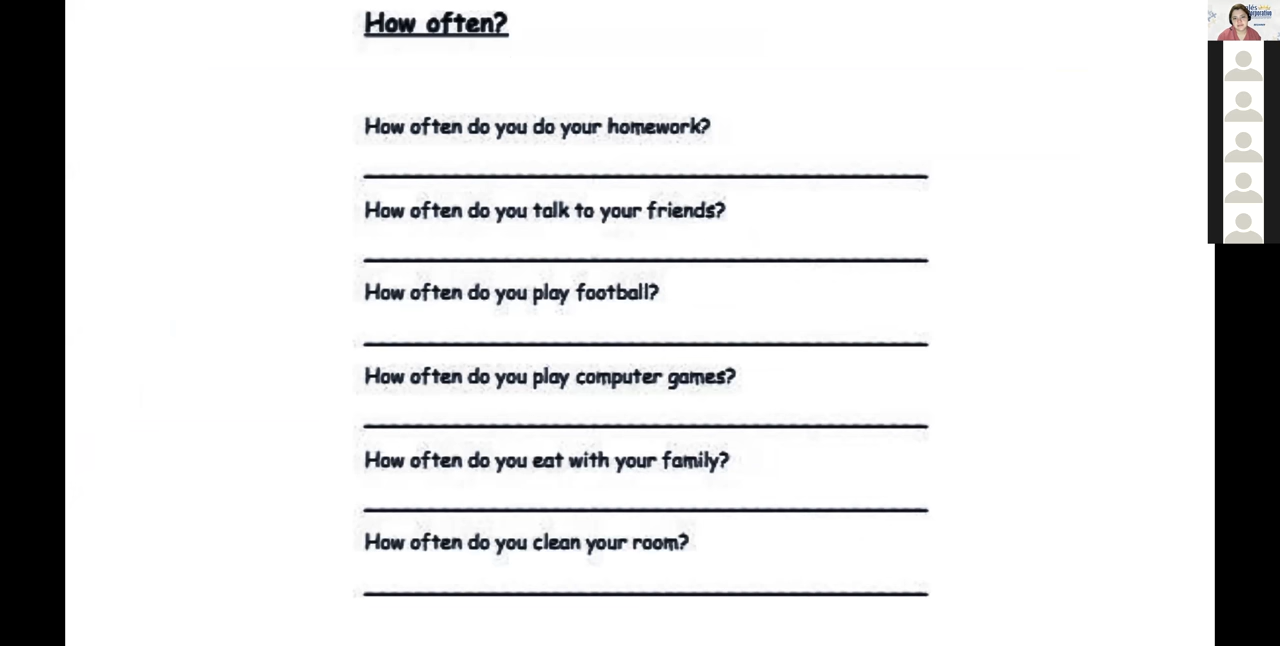 How often?
How often do you do your homework?
How often do you talk to your friends?
How often do you play football?
How often do you play computer games?
How often do you eat with your family?
How often do you clean your room?